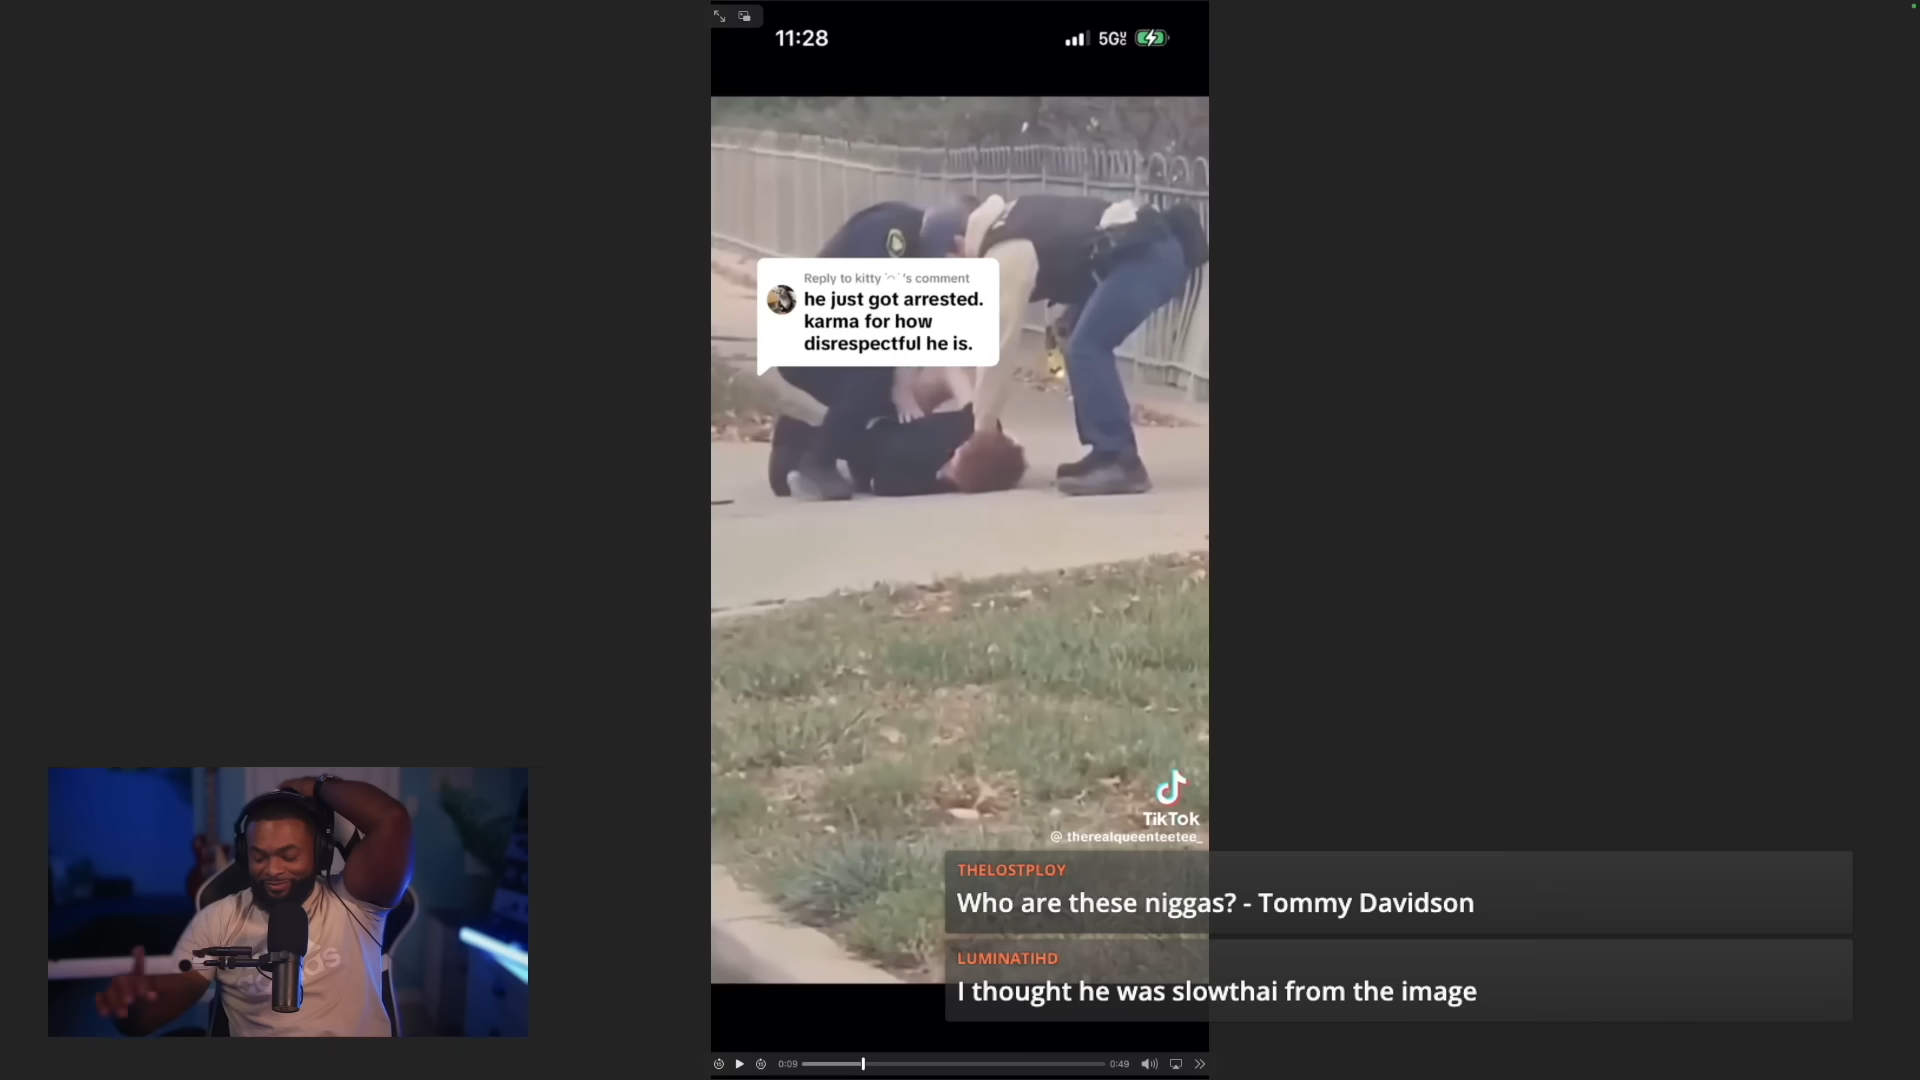 11:28
5G
Reply to kitty 's comment
he just got arrested.
karma for how
disrespectful he is.
TikTok
@ therealqueenteetee_
THELOSTPLOY
Who are these niggas? - Tommy Davidson
LUMINATIHD
I thought he was slowthai from the image
0:09
0:49